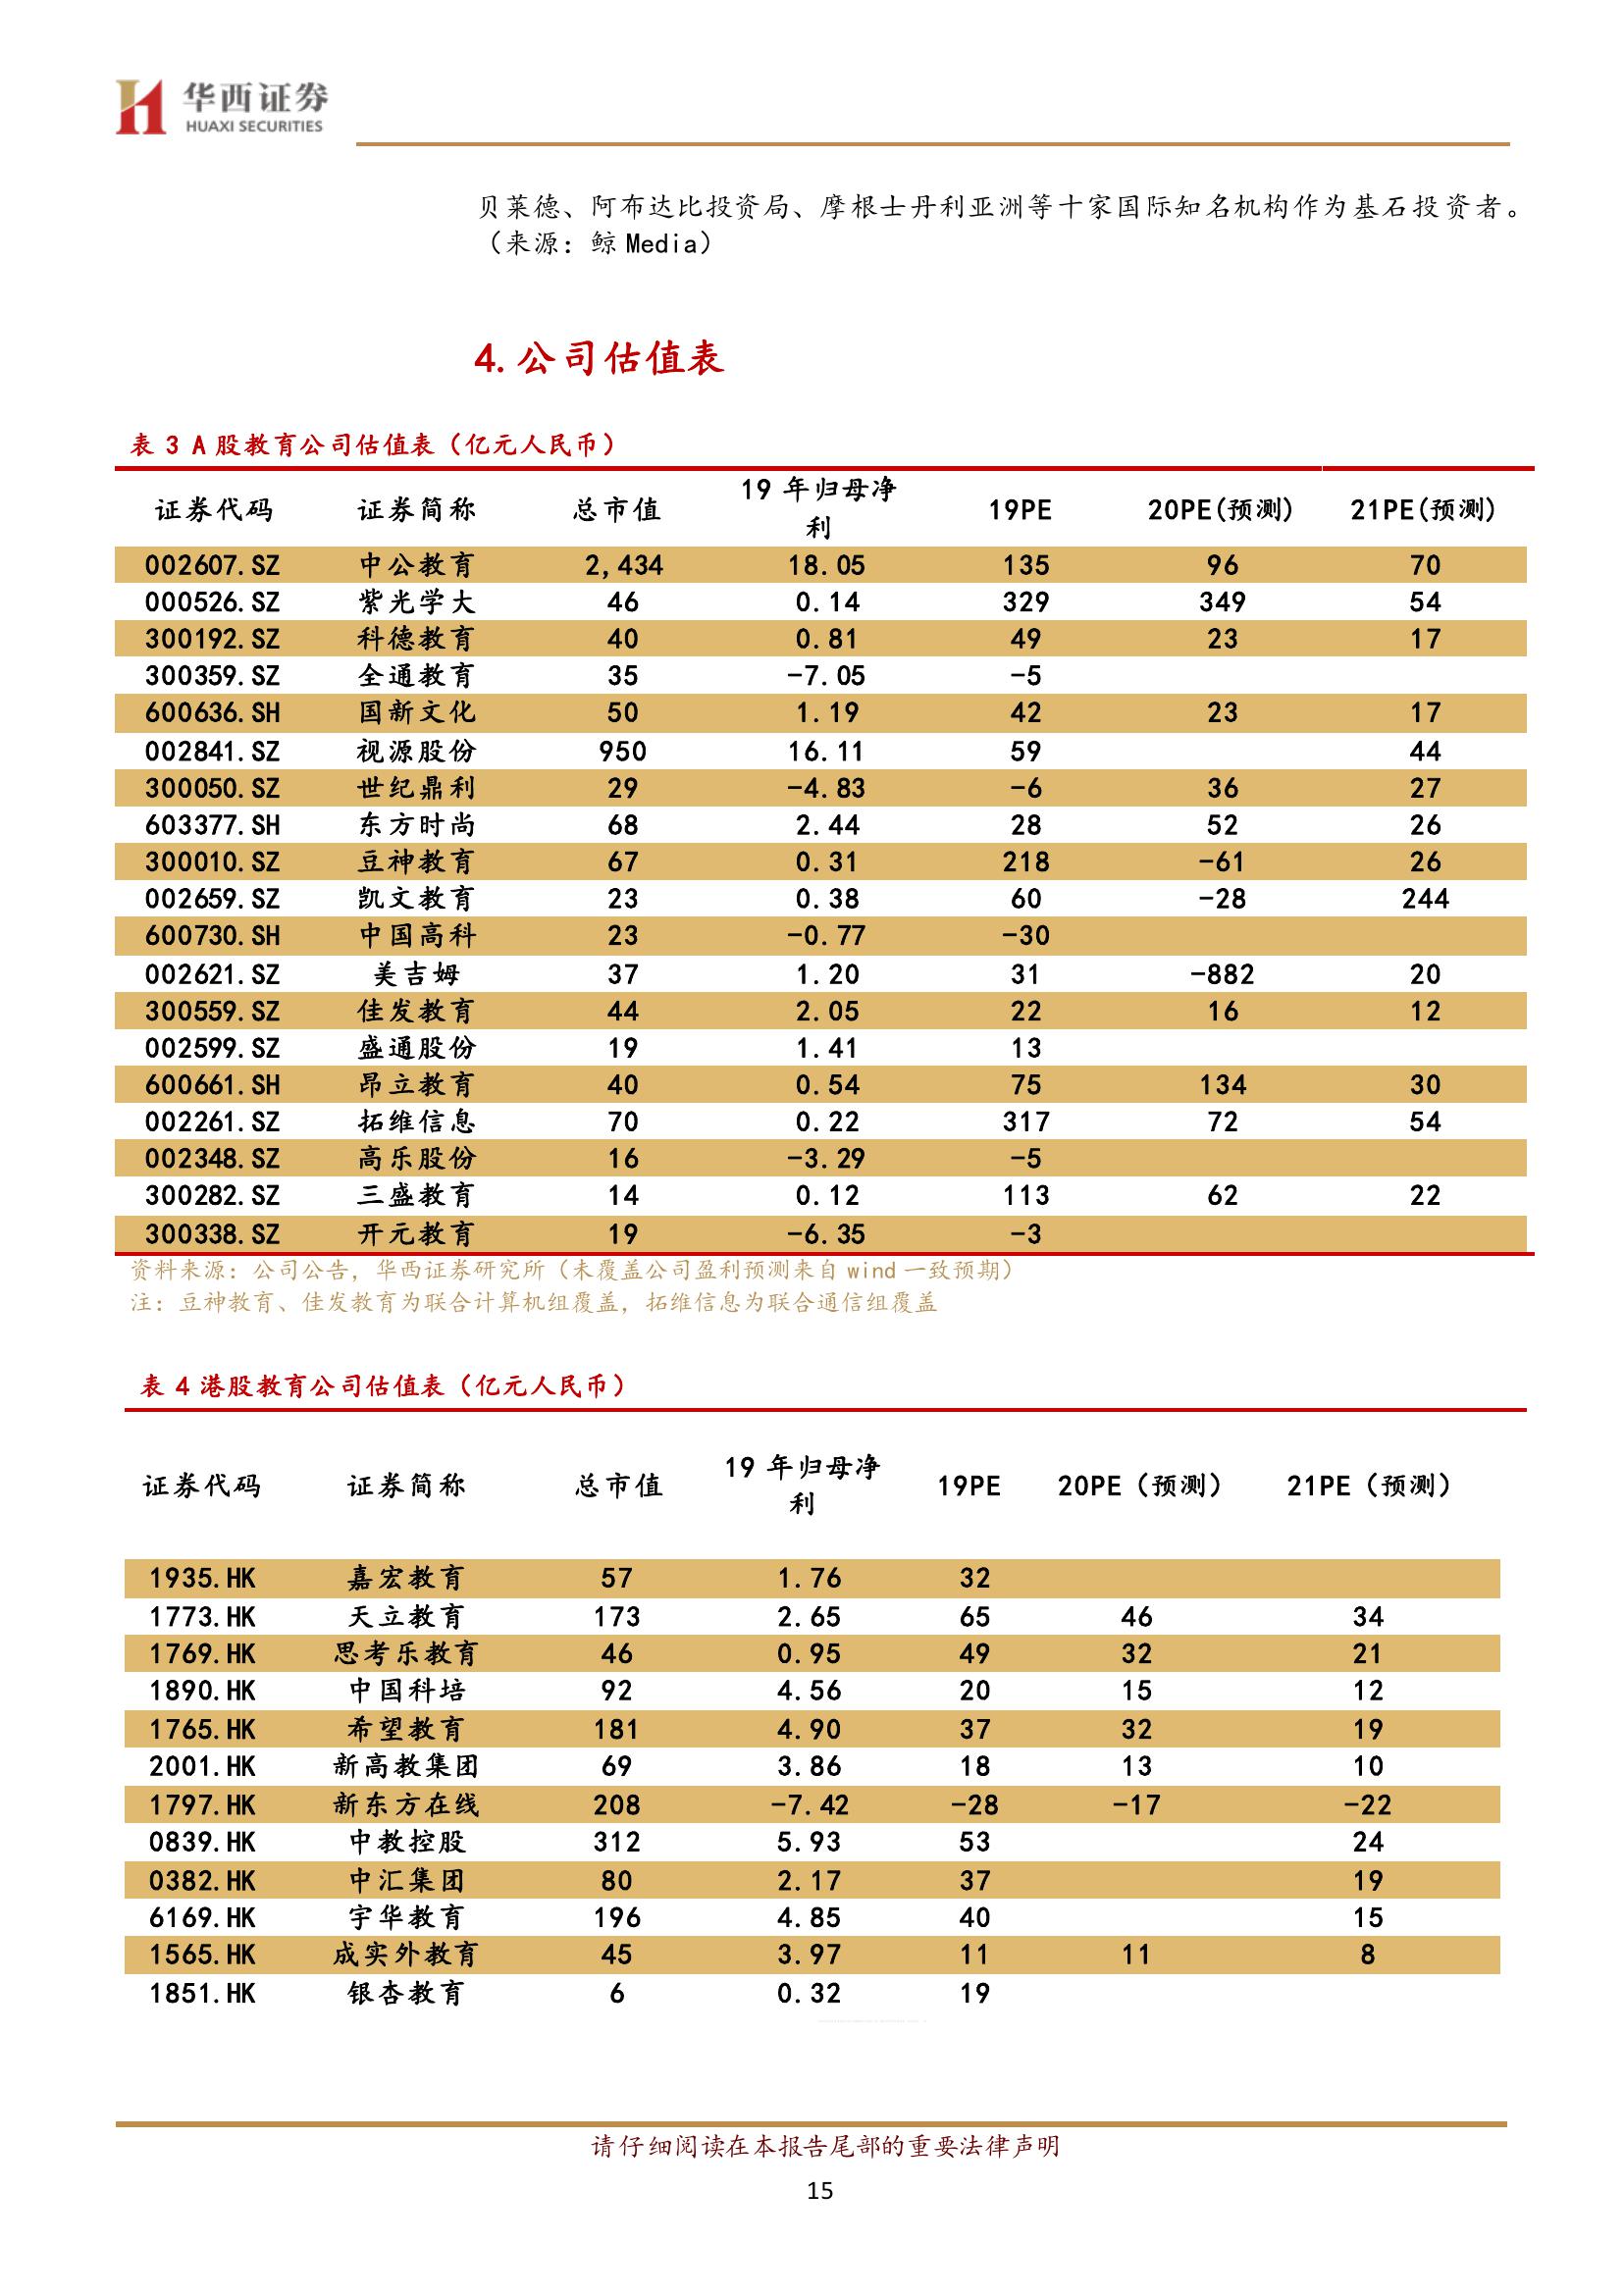 华西证券
HUAXI SECURITIES
贝莱德、阿布达比投资局、摩根士丹利亚洲等十家国际知名机构作为基石投资者。
（来源：鲸 Media）
4.公司估值表
表 3 A 股教育公司估值表（亿元人民币）
证券代码 证券简称 总市值 19 年归母净利 19PE 20PE(预测) 21PE(预测)
002607.SZ 中公教育 2,434 18.05 135 96 70
000526.SZ 紫光学大 46 0.14 329 349 54
300192.SZ 科德教育 40 0.81 49 23 17
300359.SZ 全通教育 35 -7.05 -5
600636.SH 国新文化 50 1.19 42 23 17
002841.SZ 视源股份 950 16.11 59 44
300050.SZ 世纪鼎利 29 -4.83 -6 36 27
603377.SH 东方时尚 68 2.44 28 52 26
300010.SZ 豆神教育 67 0.31 218 -61 26
002659.SZ 凯文教育 23 0.38 60 -28 244
600730.SH 中国高科 23 -0.77 -30
002621.SZ 美吉姆 37 1.20 31 -882 20
300559.SZ 佳发教育 44 2.05 22 16 12
002599.SZ 盛通股份 19 1.41 13
600661.SH 昂立教育 40 0.54 75 134 30
002261.SZ 拓维信息 70 0.22 317 72 54
002348.SZ 高乐股份 16 -3.29 -5
300282.SZ 三盛教育 14 0.12 113 62 22
300338.SZ 开元教育 19 -6.35 -3
资料来源：公司公告，华西证券研究所（未覆盖公司盈利预测来自 wind 一致预期）
注：豆神教育、佳发教育为联合计算机组覆盖，拓维信息为联合通信组覆盖
表 4 港股教育公司估值表（亿元人民币）
证券代码 证券简称 总市值 19 年归母净利 19PE 20PE（预测） 21PE（预测）
1935.HK 嘉宏教育 57 1.76 32
1773.HK 天立教育 173 2.65 65 46 34
1769.HK 思考乐教育 46 0.95 49 32 21
1890.HK 中国科培 92 4.56 20 15 12
1765.HK 希望教育 181 4.90 37 32 19
2001.HK 新高教集团 69 3.86 18 13 10
1797.HK 新东方在线 208 -7.42 -28 -17 -22
0839.HK 中教控股 312 5.93 53 24
0382.HK 中汇集团 80 2.17 37 19
6169.HK 宇华教育 196 4.85 40 15
1565.HK 成实外教育 45 3.97 11 11 8
1851.HK 银杏教育 6 0.32 19
请仔细阅读在本报告尾部的重要法律声明
15